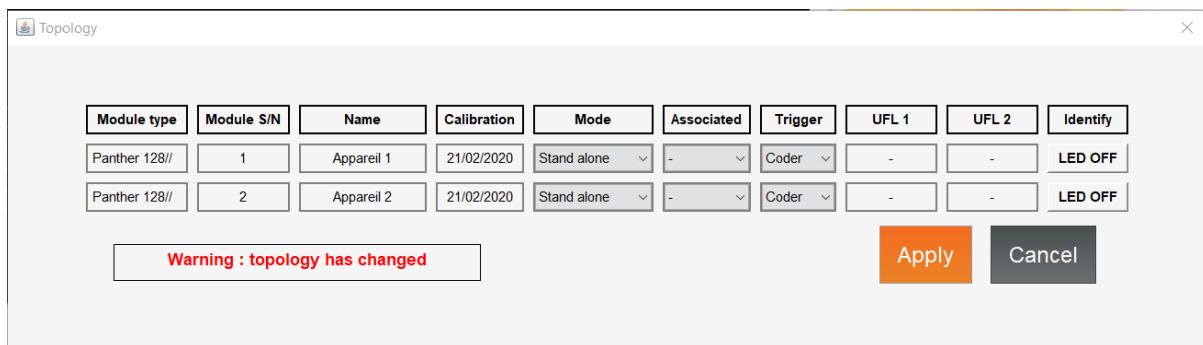 Topology
Module type Module S/N Name Calibration Mode Associated Trigger UFL 1 UFL 2 Identify
Panther 128// 1 Appareil 1 21/02/2020 Stand alone - Coder - - LED OFF
Panther 128// 2 Appareil 2 21/02/2020 Stand alone - Coder - - LED OFF
Warning : topology has changed
Apply Cancel